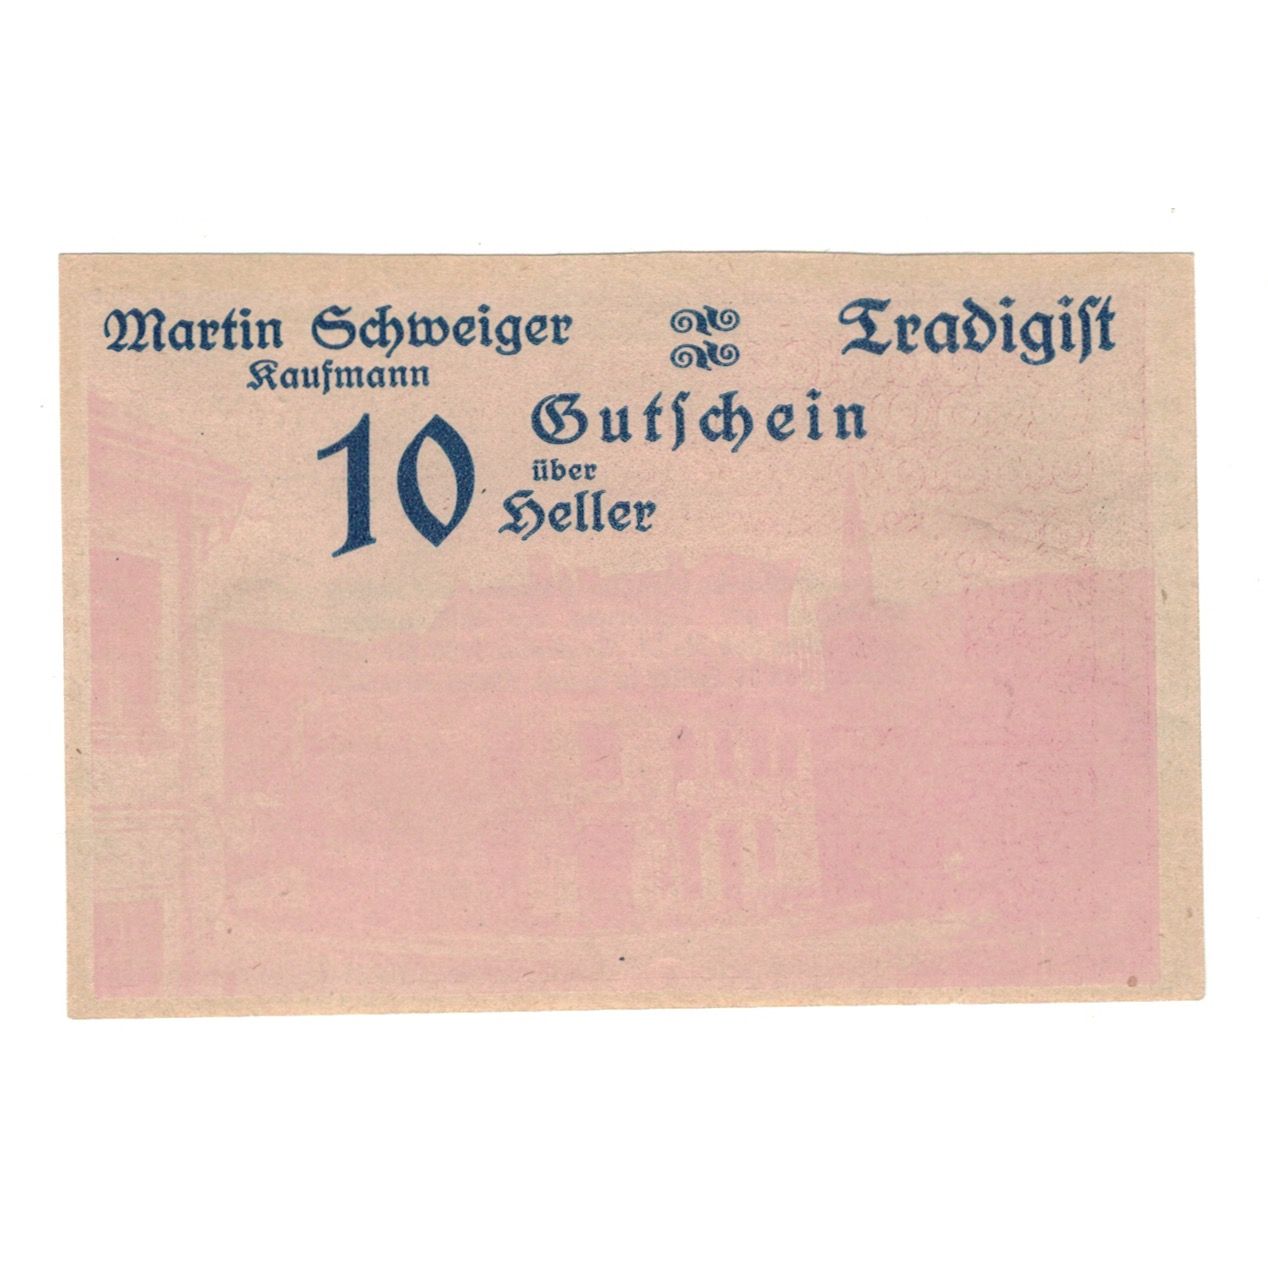 Martin Schweiger Tradigist
Kaufmann
Gutschein
10 über
Heller